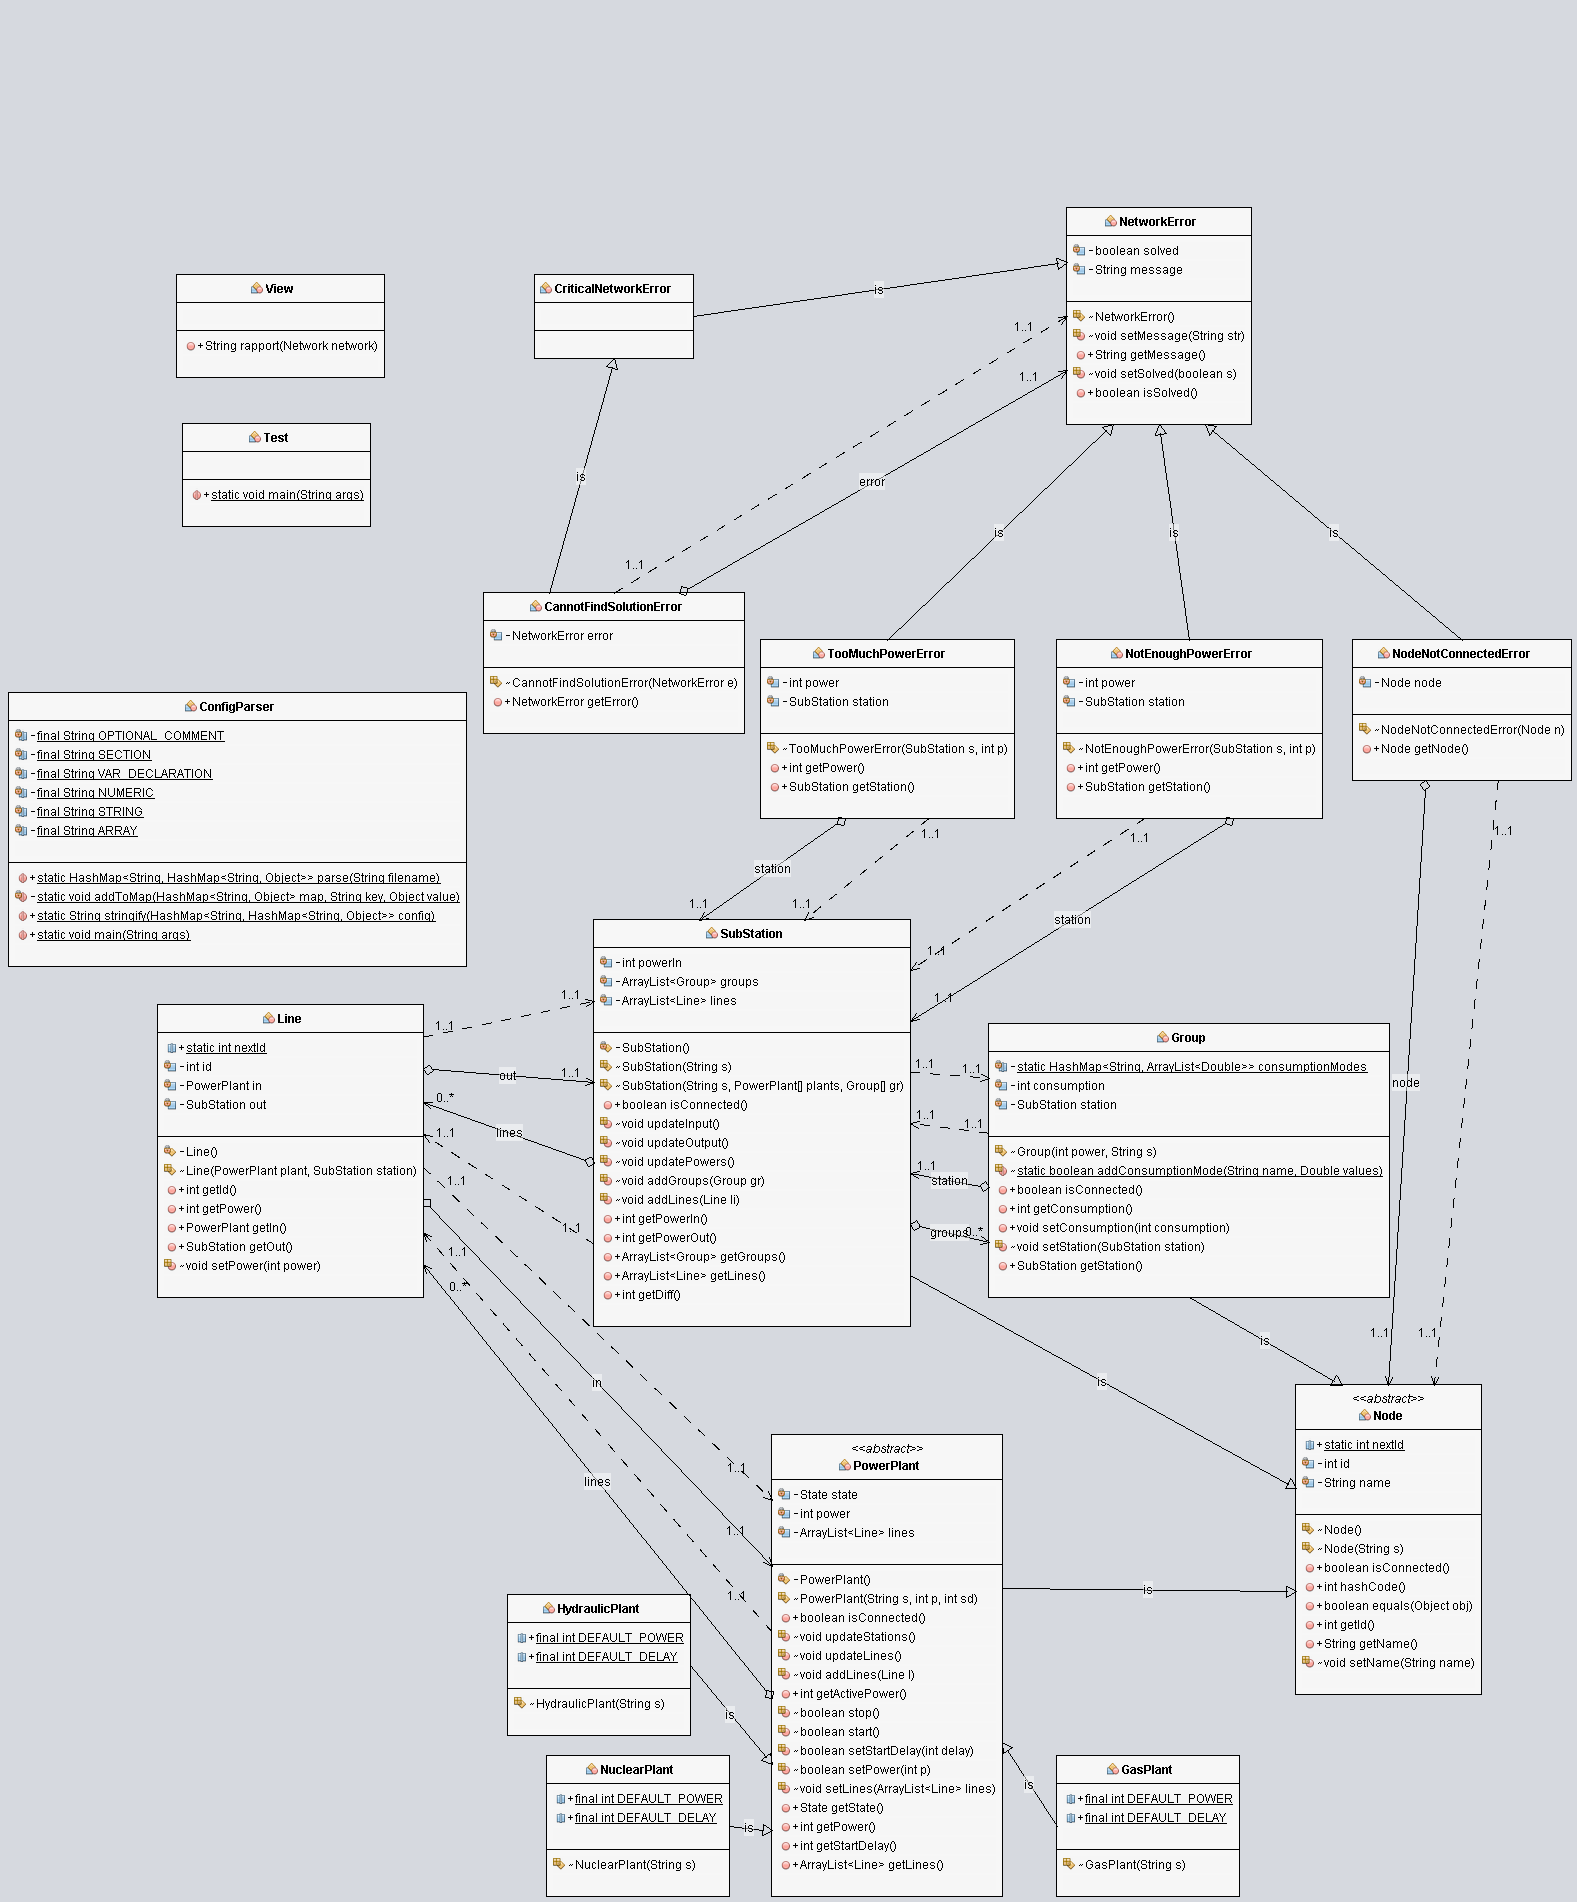 NetworkError
-boolean solved
-String message
~NetworkError()
~void setMessage(String str)
+String getMessage()
~void setSolved(boolean s)
+boolean isSolved()
View
+String rapport(Network network)
CriticalNetworkError
is
1..1
1..1
Test
+static void main(String args)
is
error
is
is
is
1..1
CannotFindSolutionError
-NetworkError error
~CannotFindSolutionError(NetworkError e)
+NetworkError getError()
TooMuchPowerError
-int power
-SubStation station
~TooMuchPowerError(SubStation s, int p)
+int getPower()
+SubStation getStation()
NotEnoughPowerError
-int power
-SubStation station
~NotEnoughPowerError(SubStation s, int p)
+int getPower()
+SubStation getStation()
NodeNotConnectedError
-Node node
~NodeNotConnectedError(Node n)
+Node getNode()
ConfigParser
-final String OPTIONAL_COMMENT
-final String SECTION
-final String VAR_DECLARATION
-final String NUMERIC
-final String STRING
-final String ARRAY
+static HashMap<String, HashMap<String, Object>> parse(String filename)
-static void addToMap(HashMap<String, Object> map, String key, Object value)
+static String stringify(HashMap<String, HashMap<String, Object>> config)
+static void main(String args)
1..1
1..1
1..1
station
1..1
1..1
station
1..1
1..1
SubStation
-int powerIn
-ArrayList<Group> groups
-ArrayList<Line> lines
-SubStation()
~SubStation(String s)
~SubStation(String s, PowerPlant[] plants, Group[] gr)
+boolean isConnected()
~void updateInput()
~void updateOutput()
~void updatePowers()
~void addGroups(Group gr)
~void addLines(Line li)
+int getPowerIn()
+int getPowerOut()
+ArrayList<Group> getGroups()
+ArrayList<Line> getLines()
+int getDiff()
Line
+static int nextId
-int id
-PowerPlant in
-SubStation out
-Line()
~Line(PowerPlant plant, SubStation station)
+int getId()
+int getPower()
+PowerPlant getIn()
+SubStation getOut()
~void setPower(int power)
1..1
1..1
out
1..1
0..*
lines
1..1
1..1
1..1
1..1
0..*
Group
-static HashMap<String, ArrayList<Double>> consumptionModes
-int consumption
-SubStation station
~Group(int power, String s)
~static boolean addConsumptionMode(String name, Double values)
+boolean isConnected()
+int getConsumption()
+void setConsumption(int consumption)
~void setStation(SubStation station)
+SubStation getStation()
1..1
1..1
1..1
1..1
1..1
station
groups
0..*
node
1..1
1..1
is
is
in
lines
1..1
1..1
1..1
<<abstract>>
Node
+static int nextId
-int id
-String name
~Node()
~Node(String s)
+boolean isConnected()
+int hashCode()
+boolean equals(Object obj)
+int getId()
+String getName()
~void setName(String name)
<<abstract>>
PowerPlant
-State state
-int power
-ArrayList<Line> lines
-PowerPlant()
~PowerPlant(String s, int p, int sd)
+boolean isConnected()
~void updateStations()
~void updateLines()
~void addLines(Line l)
+int getActivePower()
~boolean stop()
~boolean start()
~boolean setStartDelay(int delay)
~boolean setPower(int p)
~void setLines(ArrayList<Line> lines)
+State getState()
+int getPower()
+int getStartDelay()
+ArrayList<Line> getLines()
is
HydraulicPlant
+final int DEFAULT_POWER
+final int DEFAULT_DELAY
~HydraulicPlant(String s)
is
NuclearPlant
+final int DEFAULT_POWER
+final int DEFAULT_DELAY
~NuclearPlant(String s)
is
GasPlant
+final int DEFAULT_POWER
+final int DEFAULT_DELAY
~GasPlant(String s)
is